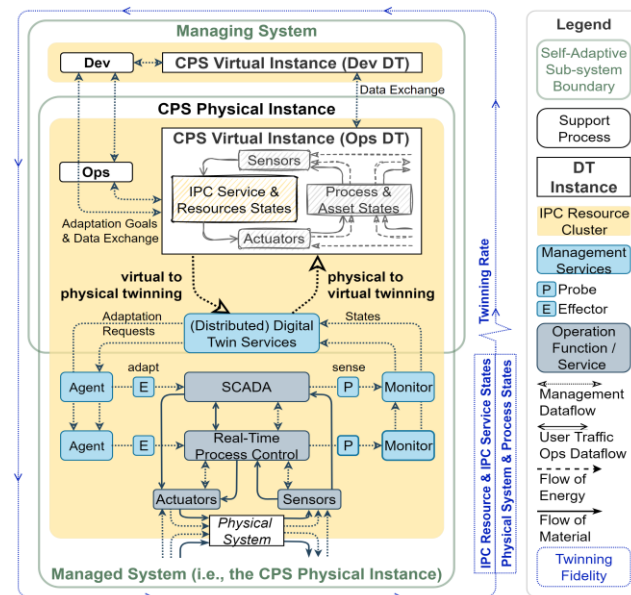 Managing System
Dev
CPS Virtual Instance (Dev DT)
Data Exchange
CPS Physical Instance
CPS Virtual Instance (Ops DT)
Sensors
Ops
IPC Service &
Resources States
Process &
Asset States
Actuators
Adaptation Goals
& Data Exchange
virtual to
physical twinning
physical to
virtual twinning
Adaptation
Requests
(Distributed) Digital
Twin Services
States
Agent
adapt
E
SCADA
sense
P
Monitor
Agent
E
Real-Time
Process Control
P
Monitor
Actuators
Sensors
Physical
System
Managed System (i.e., the CPS Physical Instance)
Twinning Rate
IPC Resource & IPC Service States
Physical System & Process States
Legend
Self-Adaptive
Sub-system
Boundary
Support
Process
DT
Instance
IPC Resource
Cluster
Management
Services
P
Probe
E
Effector
Operation
Function /
Service
Management
Dataflow
User Traffic
Ops Dataflow
Flow of
Energy
Flow of
Material
Twinning
Fidelity